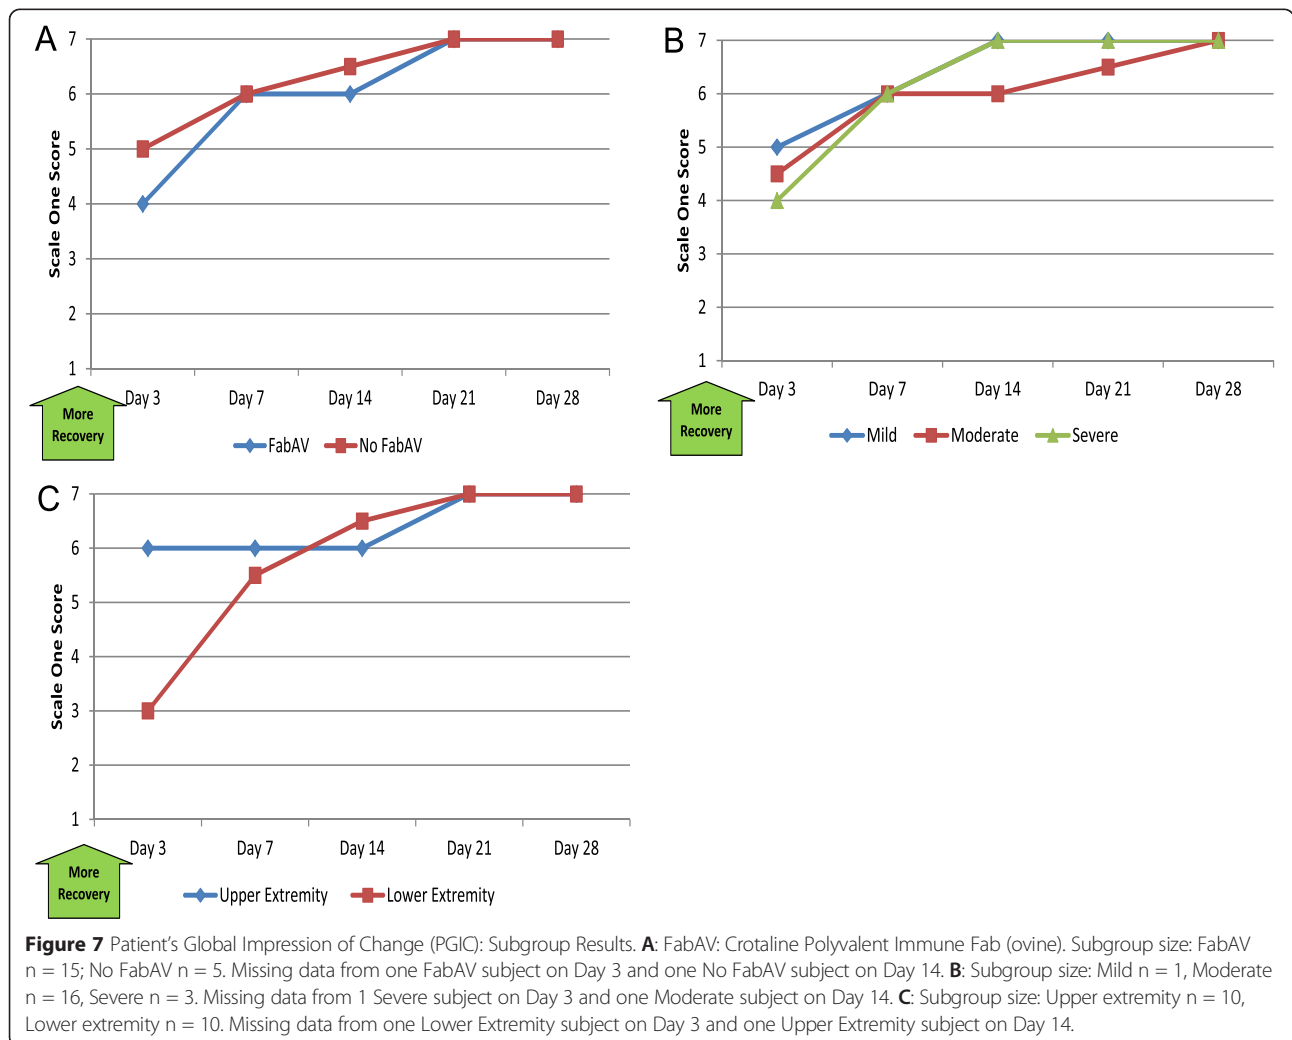 A
7
6
5
4
3
2
1
Scale One Score
Day 3 Day 7 Day 14 Day 21 Day 28
More
Recovery
FabAV No FabAV
B
7
6
5
4
3
2
1
Scale One Score
Day 3 Day 7 Day 14 Day 21 Day 28
More
Recovery
Mild Moderate Severe
C
7
6
5
4
3
2
1
Scale One Score
Day 3 Day 7 Day 14 Day 21 Day 28
More
Recovery
Upper Extremity Lower Extremity
Figure 7 Patient's Global Impression of Change (PGIC): Subgroup Results. A: FabAV: Crotaline Polyvalent Immune Fab (ovine). Subgroup size: FabAV
n = 15; No FabAV n = 5. Missing data from one FabAV subject on Day 3 and one No FabAV subject on Day 14. B: Subgroup size: Mild n = 1, Moderate
n = 16, Severe n = 3. Missing data from 1 Severe subject on Day 3 and one Moderate subject on Day 14. C: Subgroup size: Upper extremity n = 10,
Lower extremity n = 10. Missing data from one Lower Extremity subject on Day 3 and one Upper Extremity subject on Day 14.